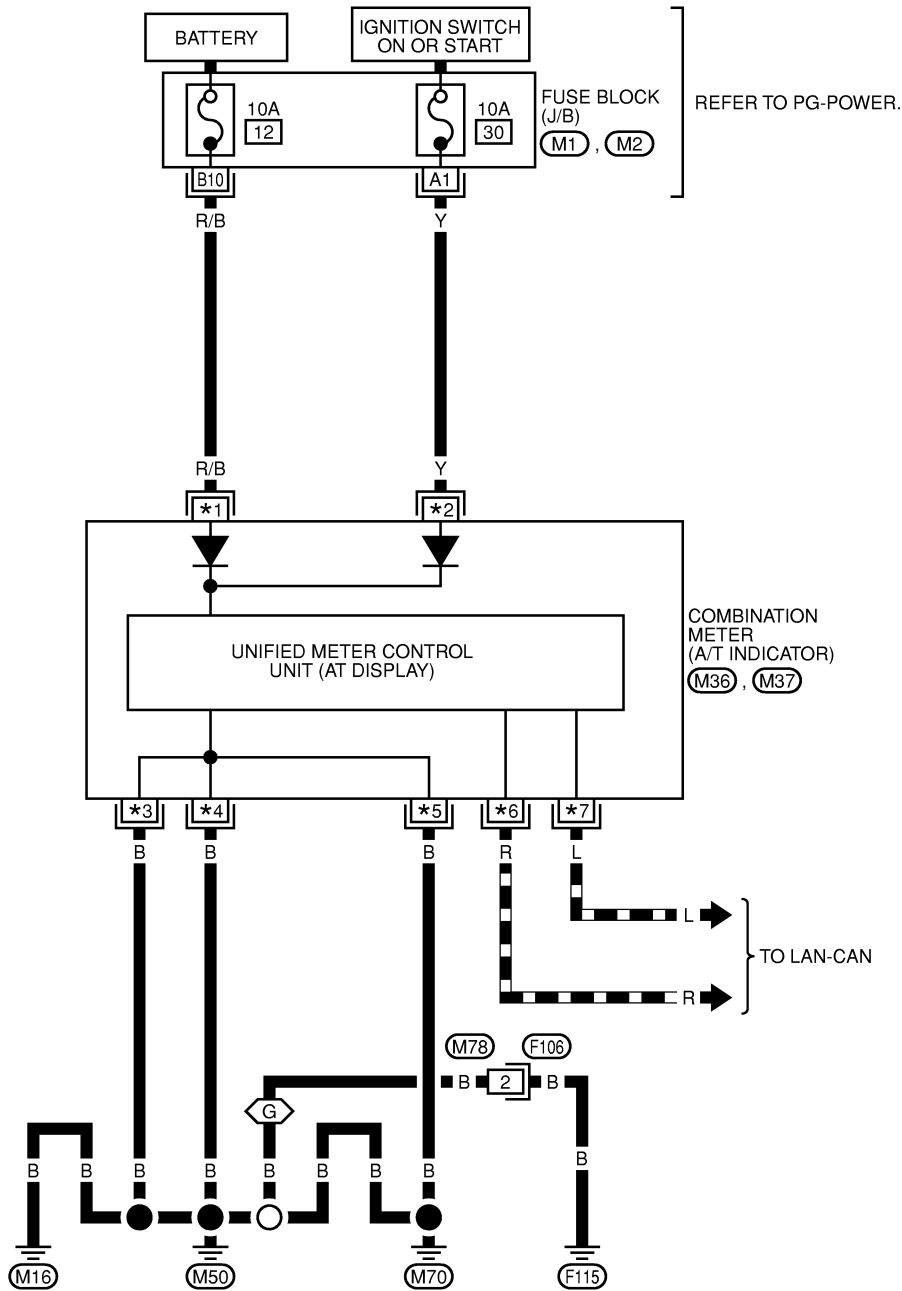 BATTERY
IGNITION SWITCH
ON OR START
10A
12
10A
30
FUSE BLOCK
(J/B)
M1 , M2
REFER TO PG-POWER.
B10
A1
R/B
Y
R/B
Y
*1
*2
UNIFIED METER CONTROL
UNIT (AT DISPLAY)
COMBINATION
METER
(A/T INDICATOR)
M36 , M37
*3
*4
*5
*6
*7
B
B
B
R
L
L
TO LAN-CAN
R
M78
F106
B
2
B
G
B
B
B
B
B
B
B
B
B
B
M16
M50
M70
F115